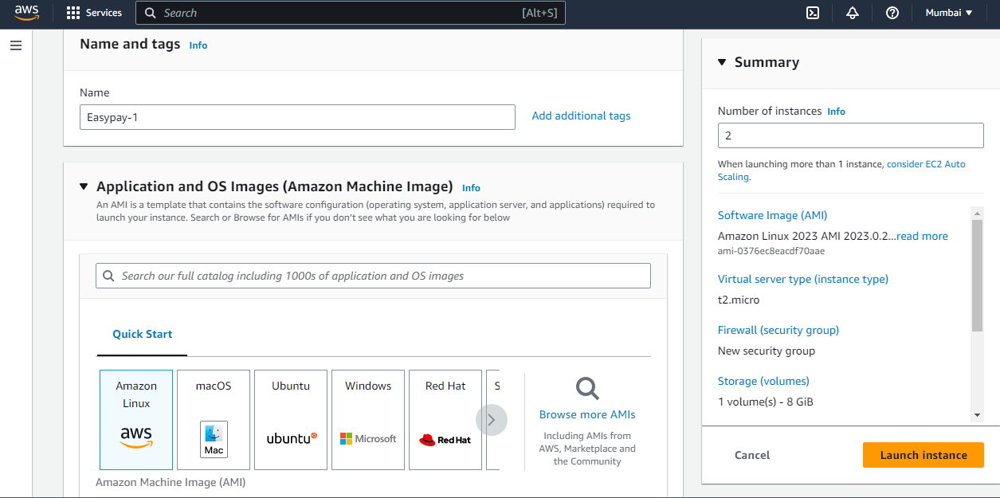 aws
Services
Search
[Alt+S]
Mumbai
Name and tags Info
Name
Easypay-1
Add additional tags
Application and OS Images (Amazon Machine Image) Info
An AMI is a template that contains the software configuration (operating system, application server, and applications) required to
launch your instance. Search or Browse for AMIs if you don't see what you are looking for below
Search our full catalog including 1000s of application and OS images
Quick Start
Amazon
Linux
aws
macOS
Mac
Ubuntu
ubuntu
Windows
Microsoft
Red Hat
Red Hat
S
Browse more AMIs
Including AMIs from
AWS, Marketplace and
the Community
Amazon Machine Image (AMI)
Summary
Number of instances Info
2
When launching more than 1 instance, consider EC2 Auto
Scaling.
Software Image (AMI)
Amazon Linux 2023 AMI 2023.0.2...read more
ami-0376ec8eacdf70aae
Virtual server type (instance type)
t2.micro
Firewall (security group)
New security group
Storage (volumes)
1 volume(s) - 8 GiB
Cancel
Launch instance